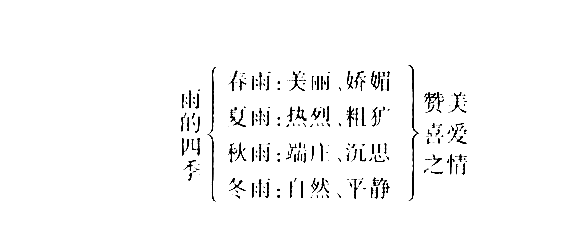 雨的四季
春雨：美丽、娇媚
夏雨：热烈、粗犷
秋雨：端庄、沉思
冬雨：自然、平静
赞美
喜爱
之情